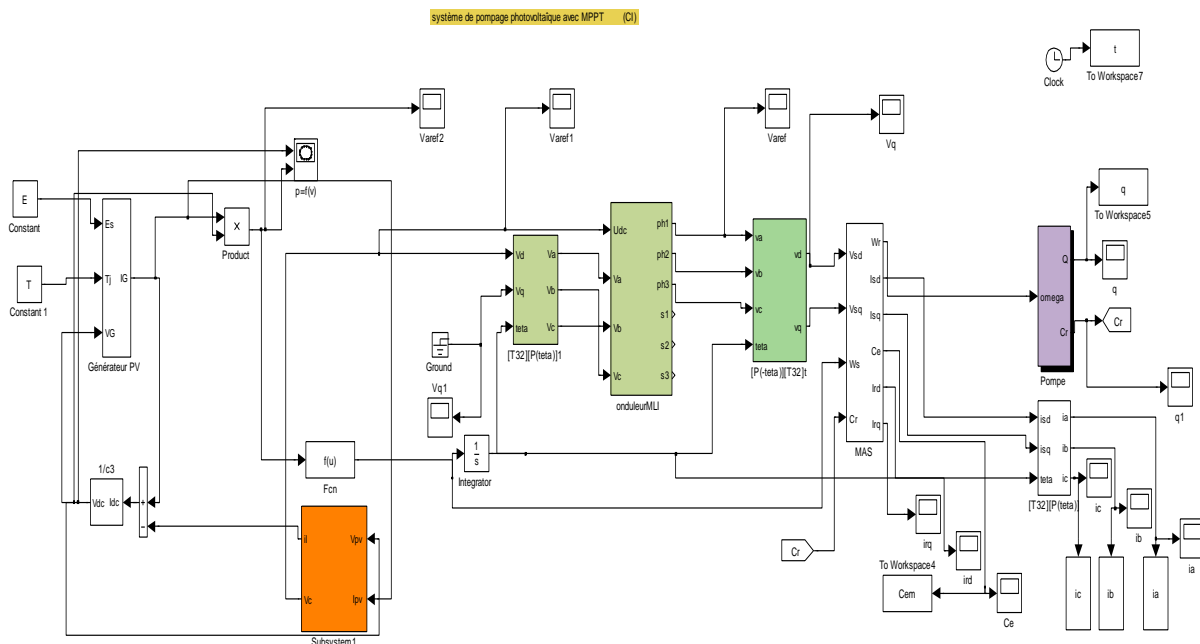 système de pompage photovoltaïque avec MPPT (CI)
t
To Workspace7
Clock
Varef2
Varef1
Varef
Vq
p=f(v)
E
Constant
T
Constant 1
Es
Tj
VG
IG
Générateur PV
X
Product
Vd
Vq
teta
Va
Vb
Vc
[T32][P(teta)]1
Ground
Vq1
Udc
Va
Vb
Vc
ph1
ph2
ph3
s1
s2
s3
onduleurMLI
va
vb
vc
teta
vd
vq
[P(-teta)][T32]t
Vsd
Vsq
Ws
Cr
Wr
Isd
Isq
Ce
Ird
Irq
MAS
q
To Workspace5
omega
Q
Cr
Pompe
q
Cr
q1
isd
isq
teta
ia
ib
ic
[T32][P(teta)]
ic
ib
ia
ic
ib
ia
f(u)
Fcn
1
s
Integrator
1/c3
Vdc
Idc
+
−
il
Vc
Vpv
Ipv
Subsystem1
Cr
irq
ird
To Workspace4
Cem
Ce